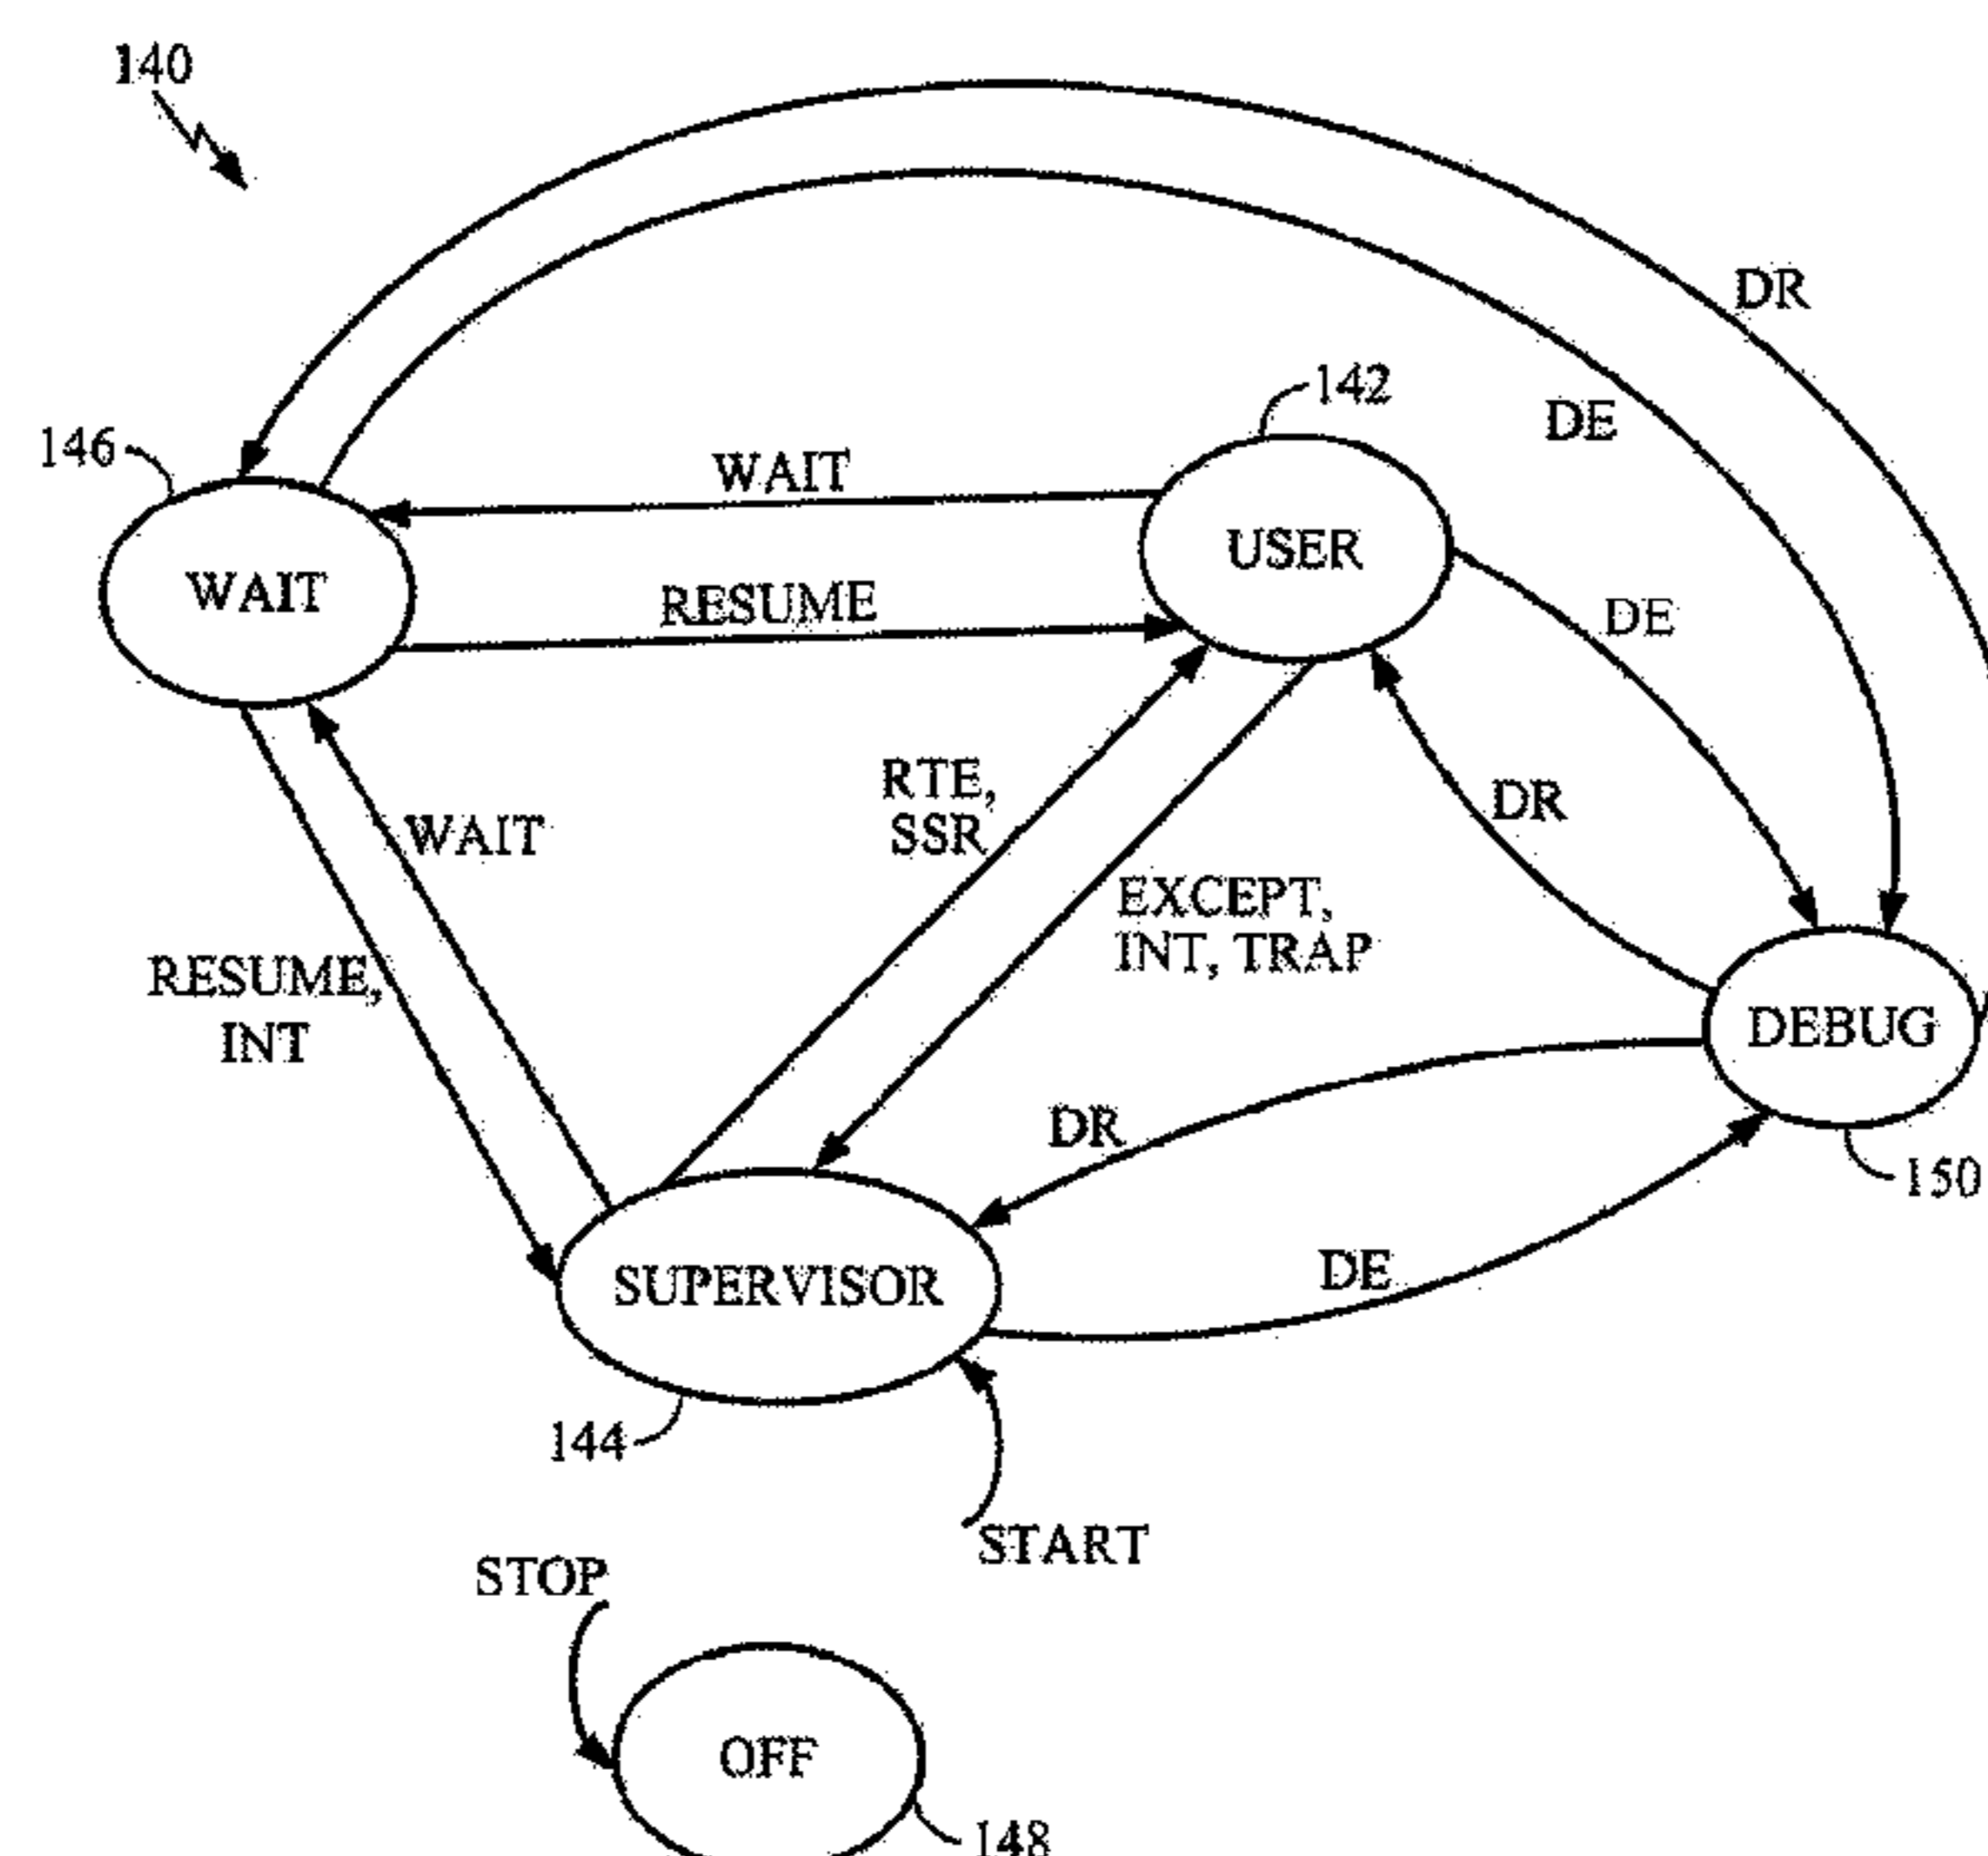 140
DR
142
DE
146
WAIT
USER
WAIT
RESUME
DE
RTE,
SSR
DR
WAIT
EXCEPT,
INT, TRAP
RESUME,
INT
DEBUG
DR
150
DE
SUPERVISOR
144
START
STOP
OFF
148